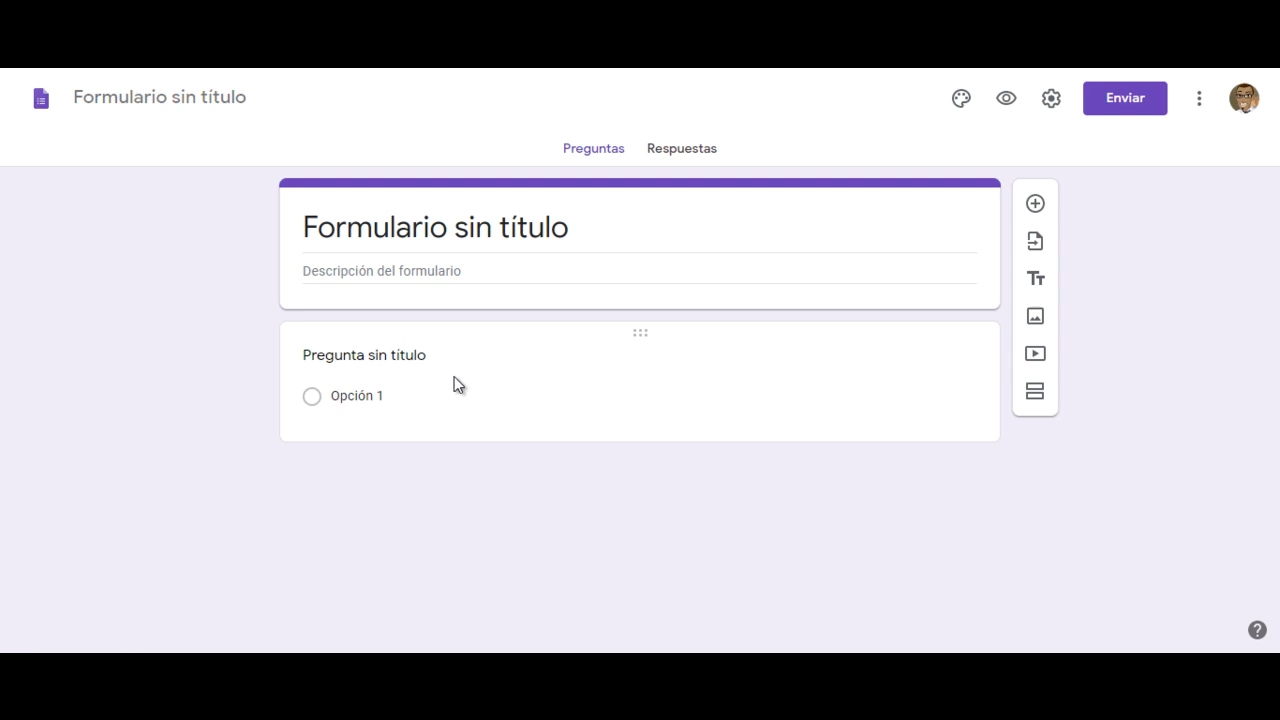 Formulario sin título
Enviar
Preguntas
Respuestas
Formulario sin título
Descripción del formulario
Pregunta sin título
Opción 1